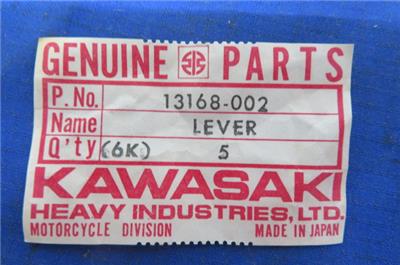 GENUINE PARTS
P. No. 13168-002
Name LEVER
Q'ty (6K) 5
KAWASAKI
HEAVY INDUSTRIES, LTD.
MOTORCYCLE DIVISION MADE IN JAPAN